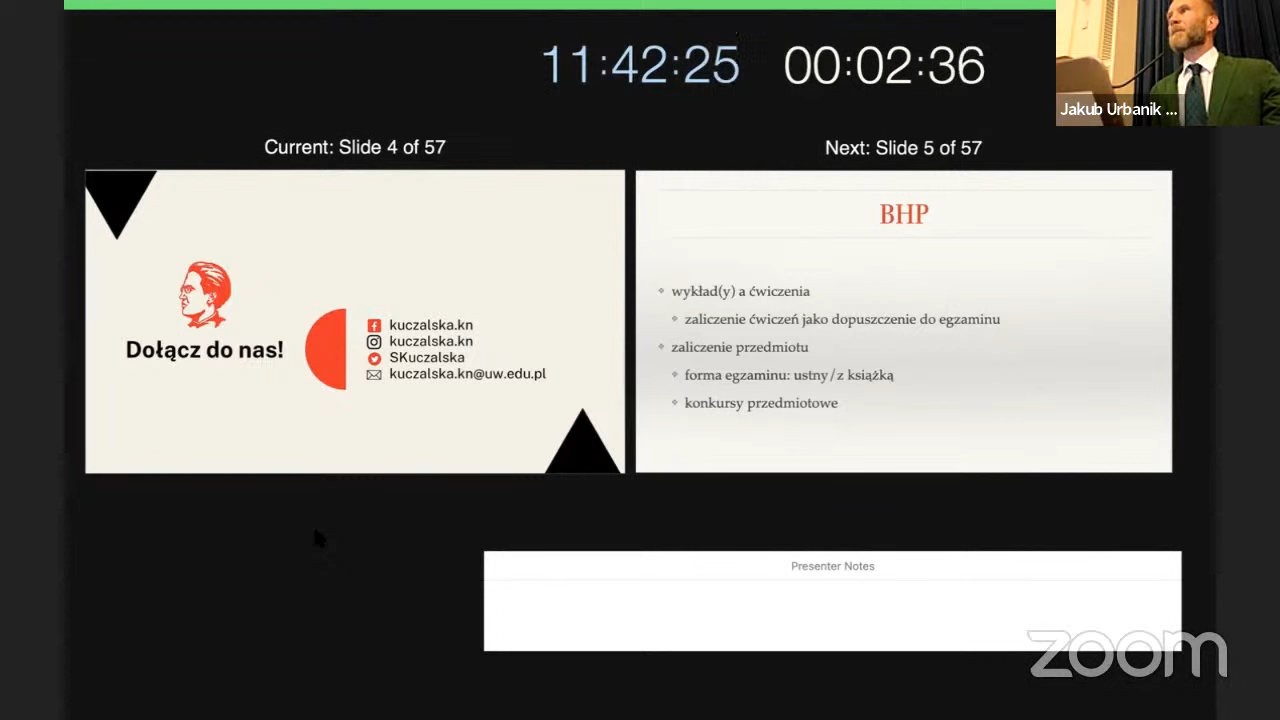 11:42:25
00:02:36
Jakub Urbanik ...
Current: Slide 4 of 57
Next: Slide 5 of 57
Dołącz do nas!
kuczalska.kn
kuczalska.kn
SKuczalska
kuczalska.kn@uw.edu.pl
BHP
wykład(y) a ćwiczenia
zaliczenie ćwiczeń jako dopuszczenie do egzaminu
zaliczenie przedmiotu
forma egzaminu: ustny/z książką
konkursy przedmiotowe
Presenter Notes
zoom